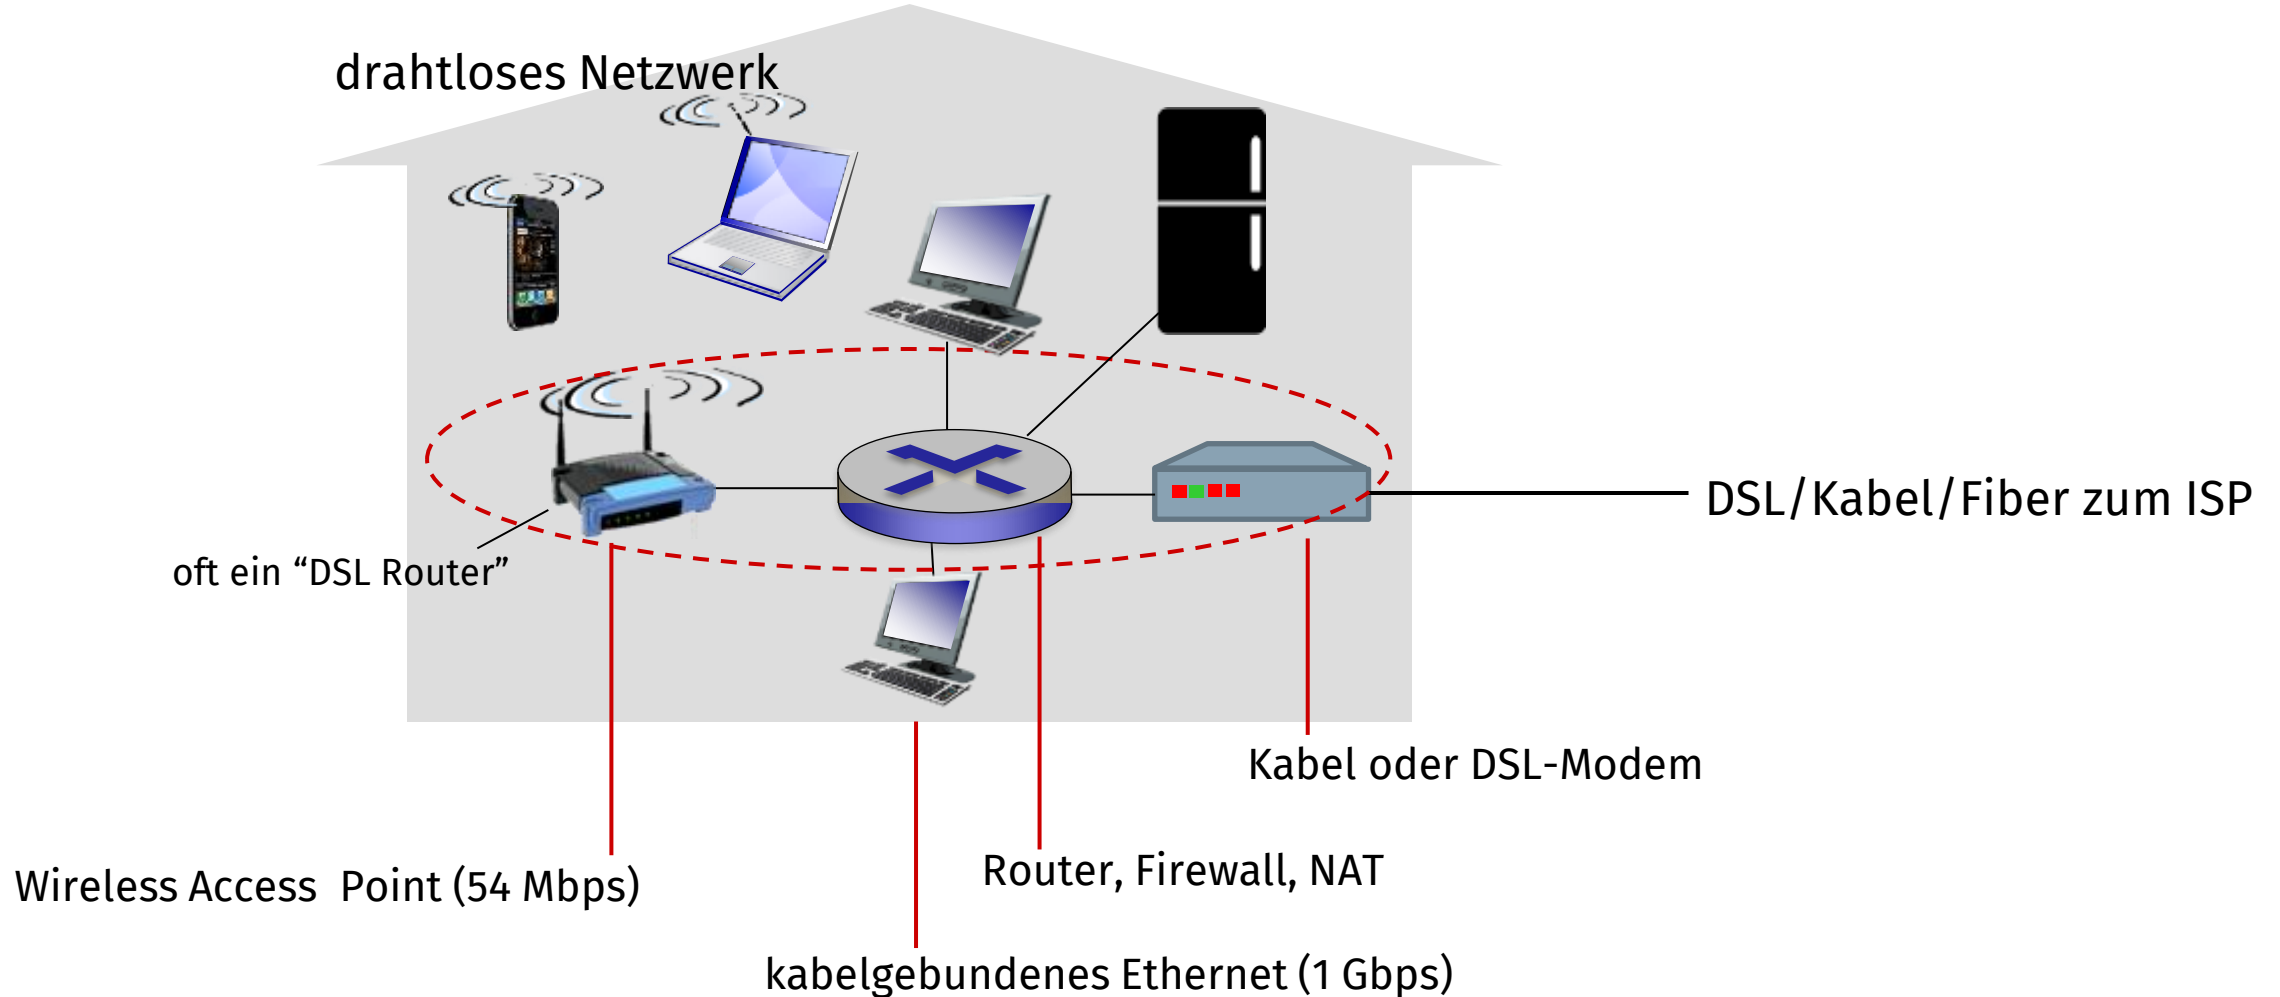 drahtloses Netzwerk
DSL/Kabel/Fiber zum ISP
oft ein “DSL Router”
Kabel oder DSL-Modem
Router, Firewall, NAT
Wireless Access  Point (54 Mbps)
kabelgebundenes Ethernet (1 Gbps)